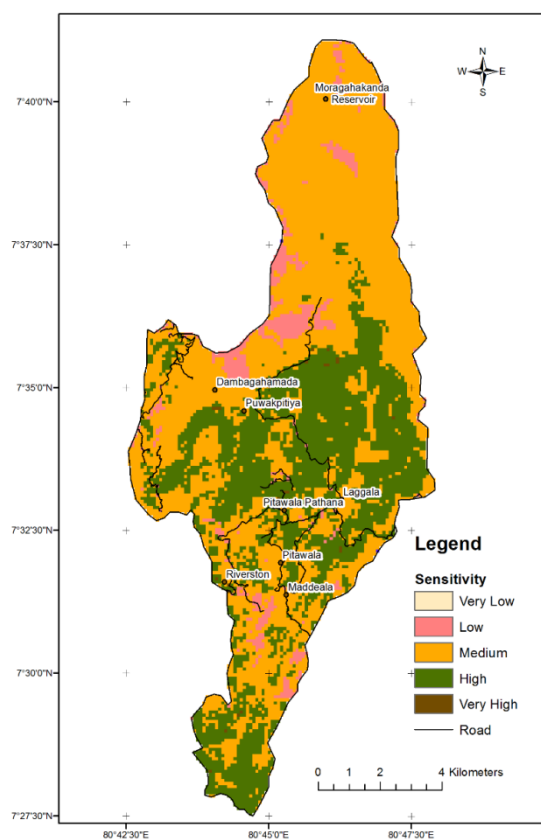 N
W E
S
Moragahakanda
Reservoir
7°40'0"N
7°37'30"N
7°35'0"N
Dambagahamada
Puwakpitiya
Laggala
Pitawala Pathana
7°32'30"N
Pitawala
Riverston
Maddeala
Legend
Sensitivity
Very Low
Low
Medium
High
Very High
Road
7°30'0"N
0 1 2 4 Kilometers
7°27'30"N
80°42'30"E 80°45'0"E 80°47'30"E